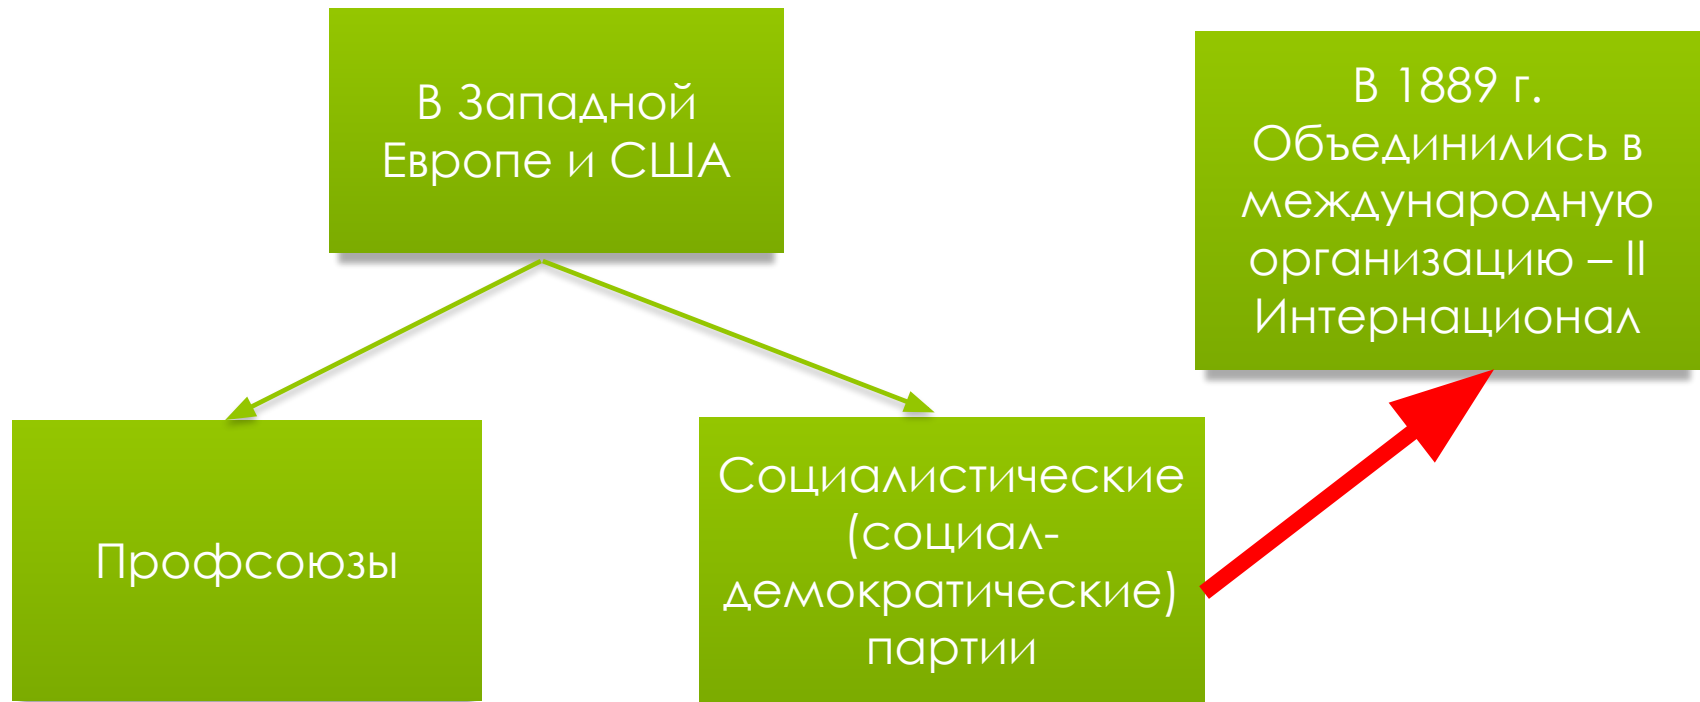 В Западной
Европе и США
В 1889 г.
Объединились в
международную
организацию – II
Интернационал
Профсоюзы
Социалистические
(социал-
демократические)
партии